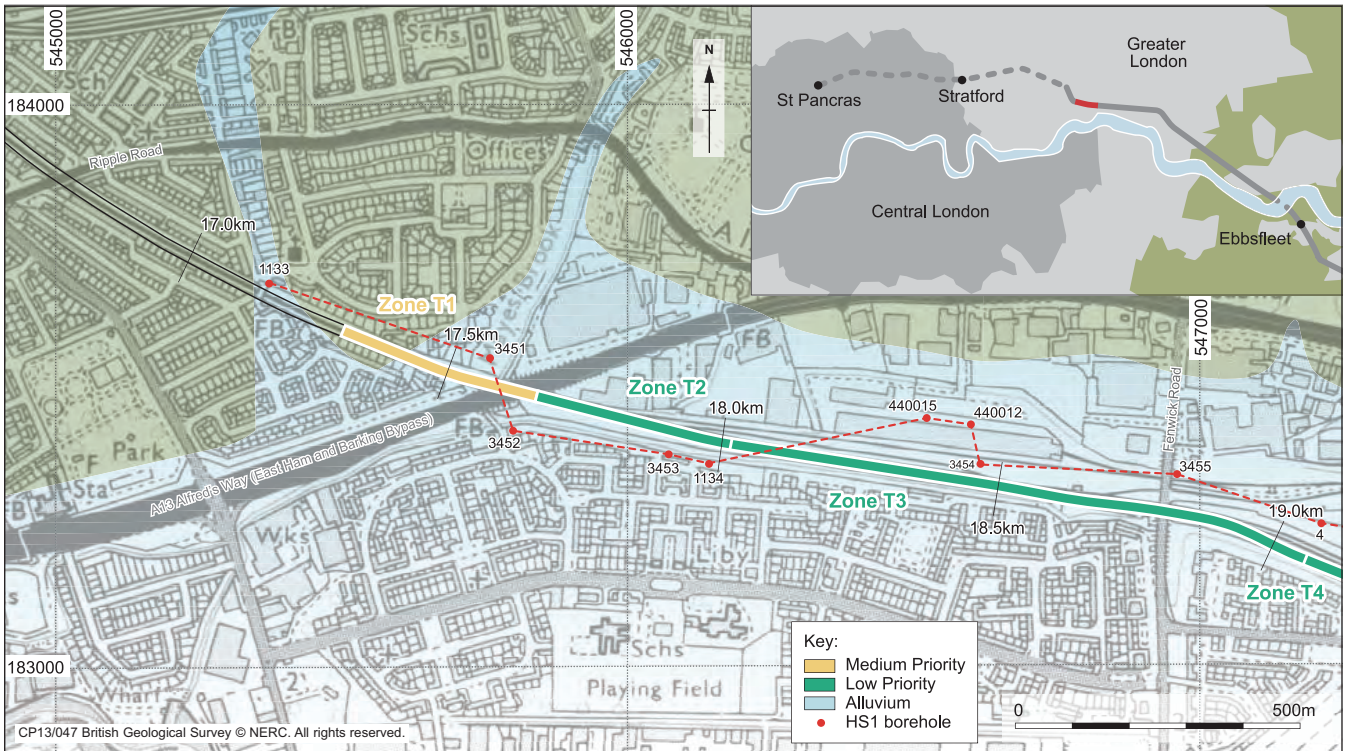 545000
546000
547000
184000
183000
N
FB
Schs
Sch
Ripple Road
Offices
17.0km
1133
Zone T1
17.5km
3451
FB
FB
Zone T2
18.0km
440015
440012
Fenwick Road
3452
FB
3453
1134
3454
3455
Park
Sta
A13 Alfred's Way (East Ham and Barking Bypass)
FB
Zone T3
18.5km
19.0km
4
Wks
Liby
Zone T4
Schs
Playing Field
Wharf
Greater
London
St Pancras
Stratford
Central London
Ebbsfleet
Key:
Medium Priority
Low Priority
Alluvium
HS1 borehole
0
500m
CP13/047 British Geological Survey © NERC. All rights reserved.